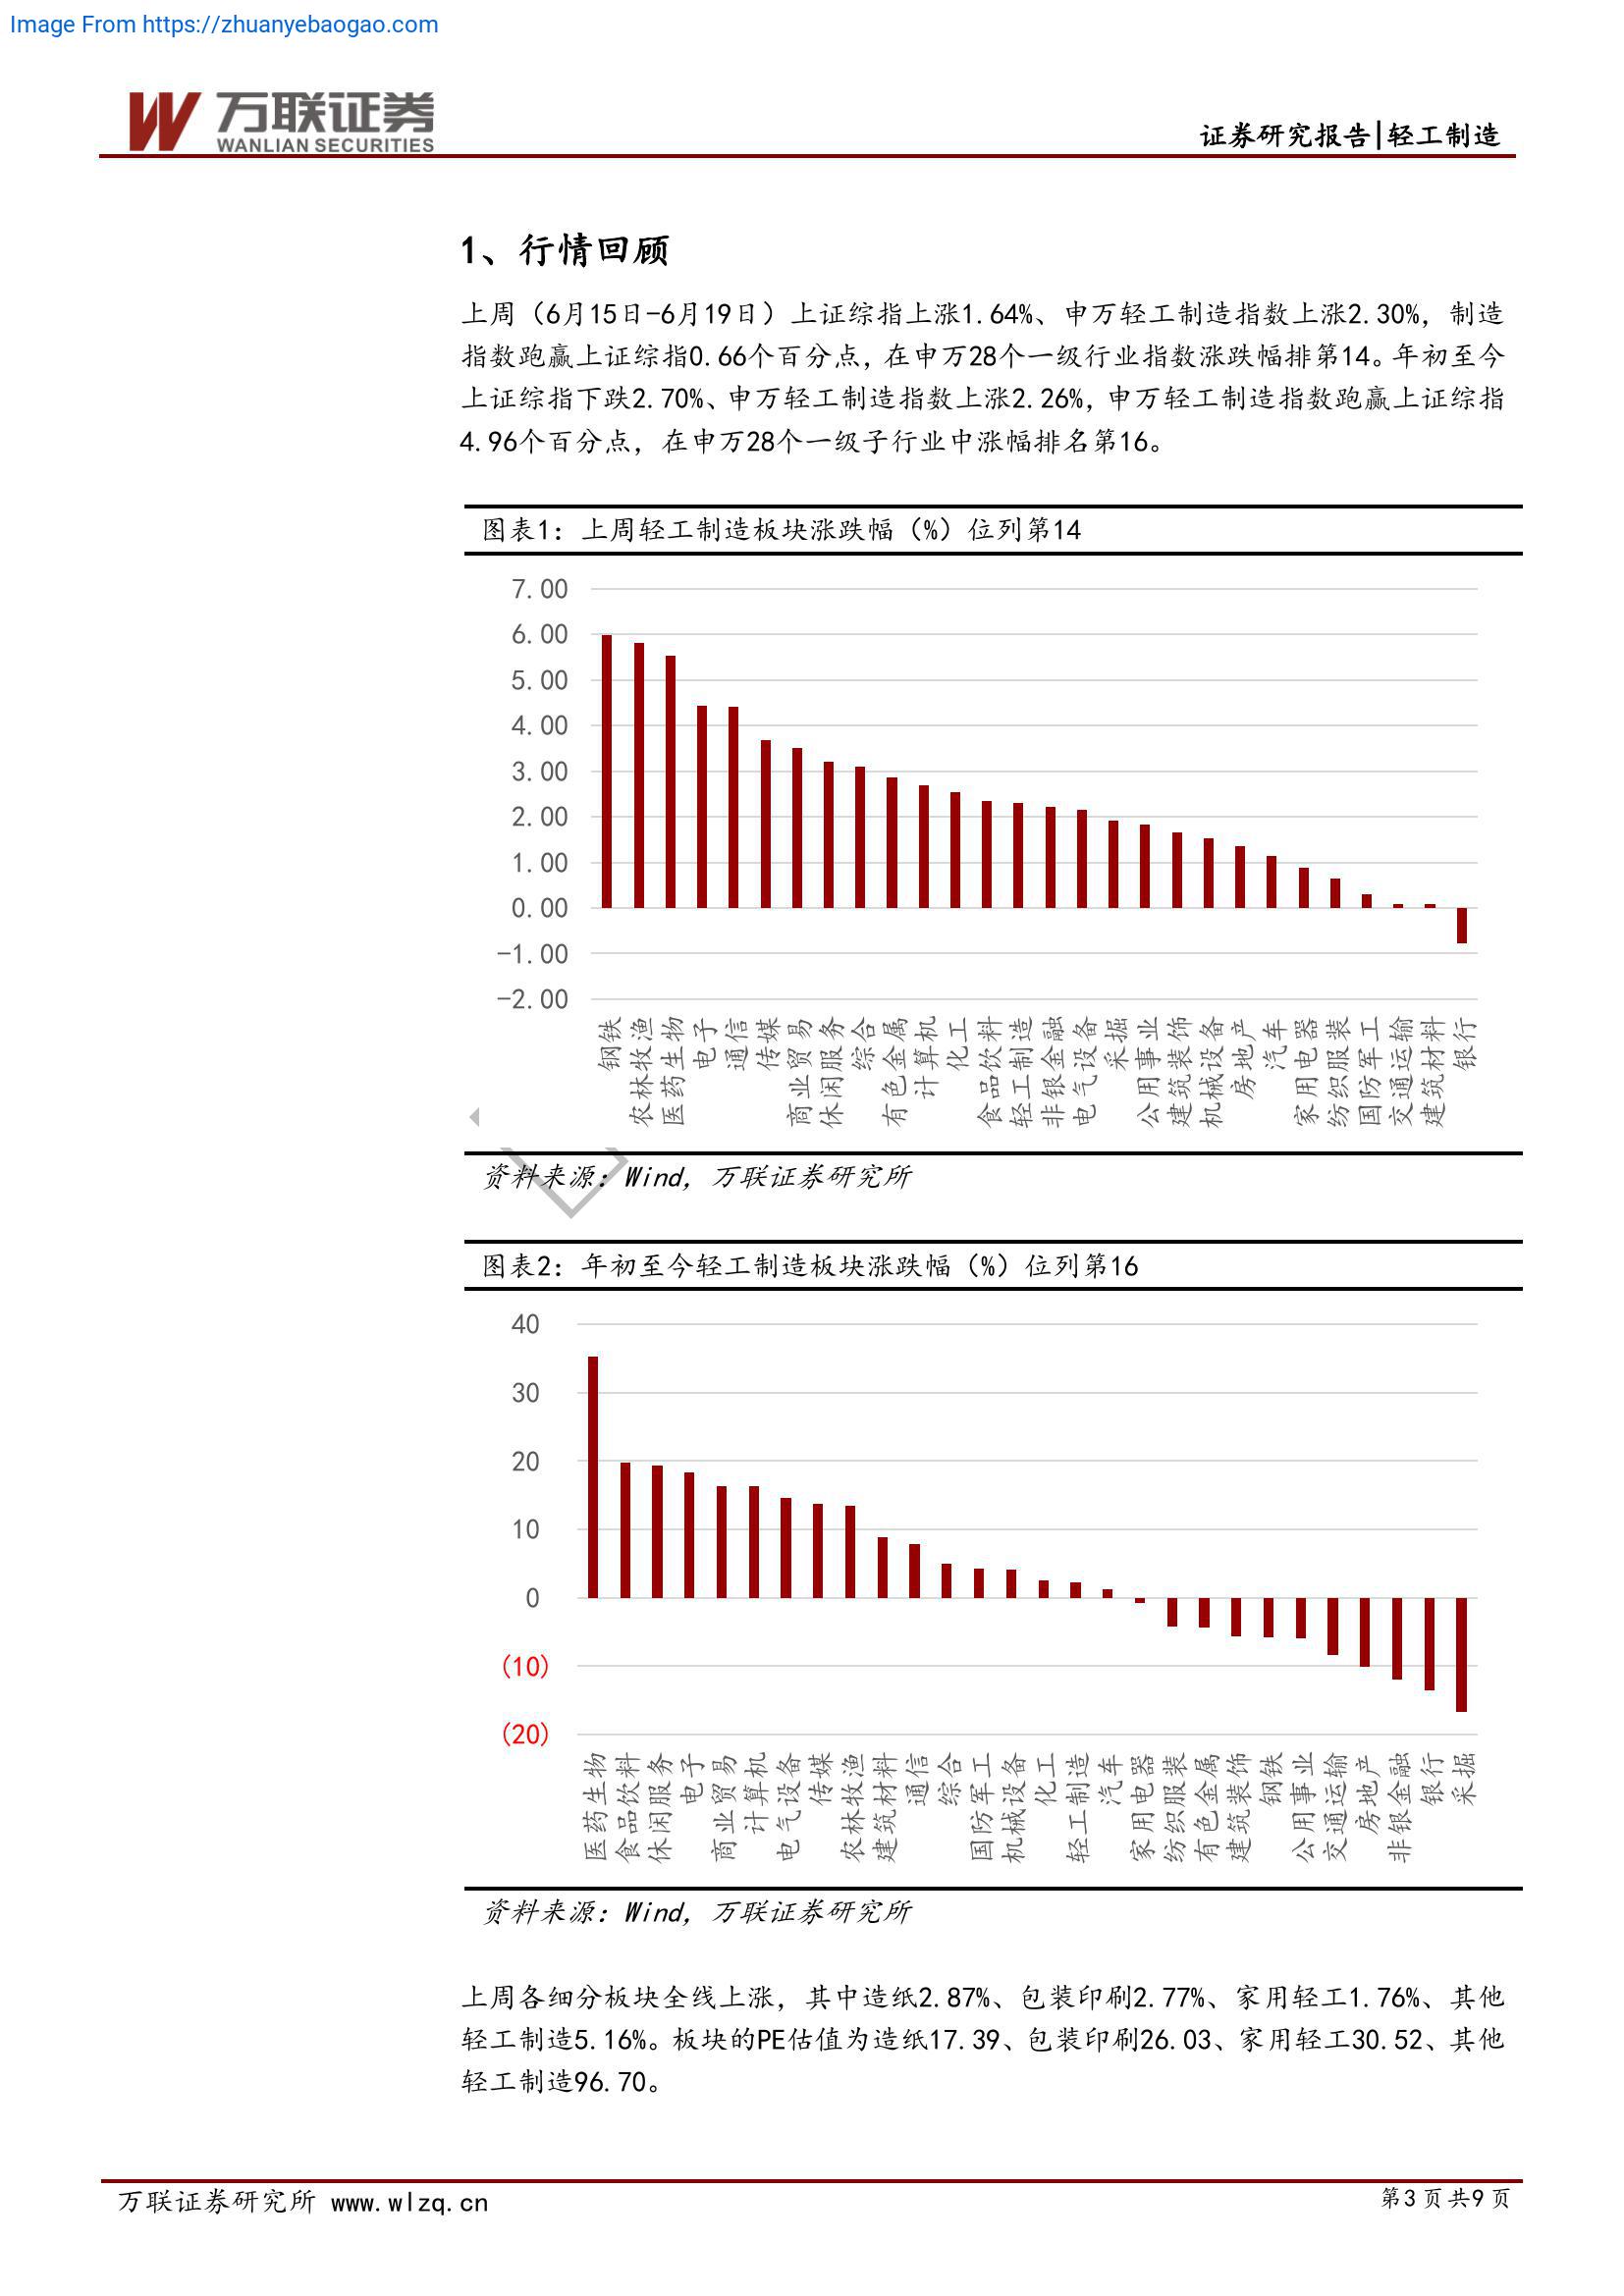 Image From https://zhuanyebaogao.com
万联证券
WANLIAN SECURITIES
证券研究报告|轻工制造
1、行情回顾
上周（6月15日-6月19日）上证综指上涨1.64%、申万轻工制造指数上涨2.30%，制造
指数跑赢上证综指0.66个百分点，在申万28个一级行业指数涨跌幅排第14。年初至今
上证综指下跌2.70%、申万轻工制造指数上涨2.26%，申万轻工制造指数跑赢上证综指
4.96个百分点，在申万28个一级子行业中涨幅排名第16。
图表1：上周轻工制造板块涨跌幅（%）位列第14
7.00
6.00
5.00
4.00
3.00
2.00
1.00
0.00
-1.00
-2.00
钢铁
农林牧渔
医药生物
电子
通信
传媒
商业贸易
休闲服务
综合
有色金属
计算机
化工
食品饮料
轻工制造
非银金融
电气设备
采掘
公用事业
建筑装饰
机械设备
房地产
汽车
家用电器
纺织服装
国防军工
交通运输
建筑材料
银行
资料来源：Wind，万联证券研究所
图表2：年初至今轻工制造板块涨跌幅（%）位列第16
40
30
20
10
0
(10)
(20)
医药生物
食品饮料
休闲服务
电子
商业贸易
计算机
电气设备
传媒
农林牧渔
建筑材料
通信
综合
国防军工
机械设备
化工
轻工制造
汽车
家用电器
纺织服装
有色金属
建筑装饰
钢铁
公用事业
交通运输
房地产
非银金融
银行
采掘
资料来源：Wind，万联证券研究所
上周各细分板块全线上涨，其中造纸2.87%、包装印刷2.77%、家用轻工1.76%、其他
轻工制造5.16%。板块的PE估值为造纸17.39、包装印刷26.03、家用轻工30.52、其他
轻工制造96.70。
万联证券研究所 www.wlzq.cn
第3页共9页